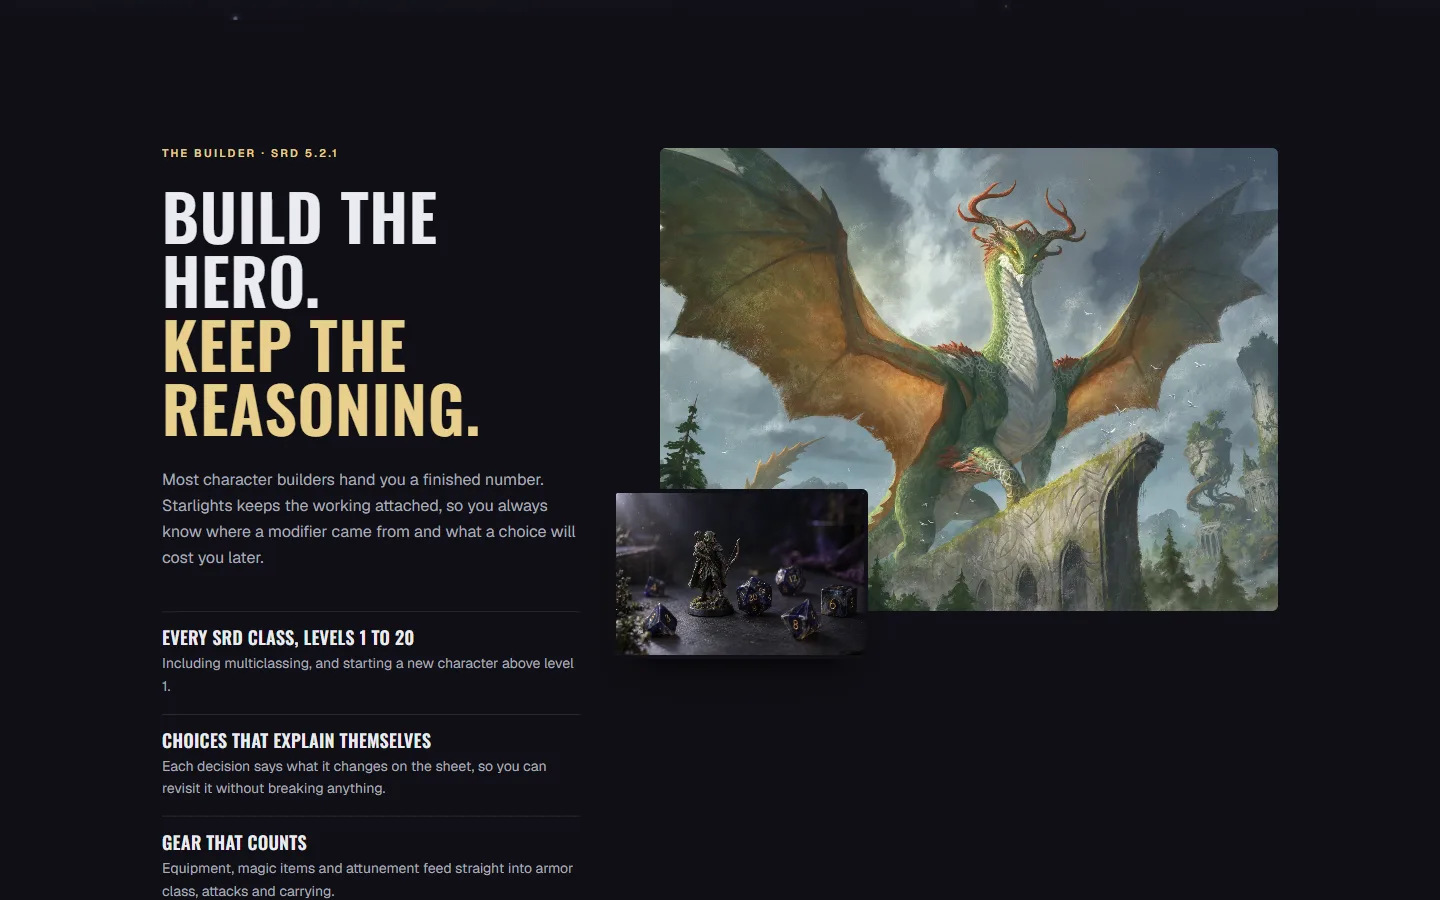 THE BUILDER · SRD 5.2.1
BUILD THE
HERO.
KEEP THE
REASONING.
Most character builders hand you a finished number.
Starlights keeps the working attached, so you always
know where a modifier came from and what a choice will
cost you later.
EVERY SRD CLASS, LEVELS 1 TO 20
Including multiclassing, and starting a new character above level
1.
CHOICES THAT EXPLAIN THEMSELVES
Each decision says what it changes on the sheet, so you can
revisit it without breaking anything.
GEAR THAT COUNTS
Equipment, magic items and attunement feed straight into armor
class, attacks and carrying.